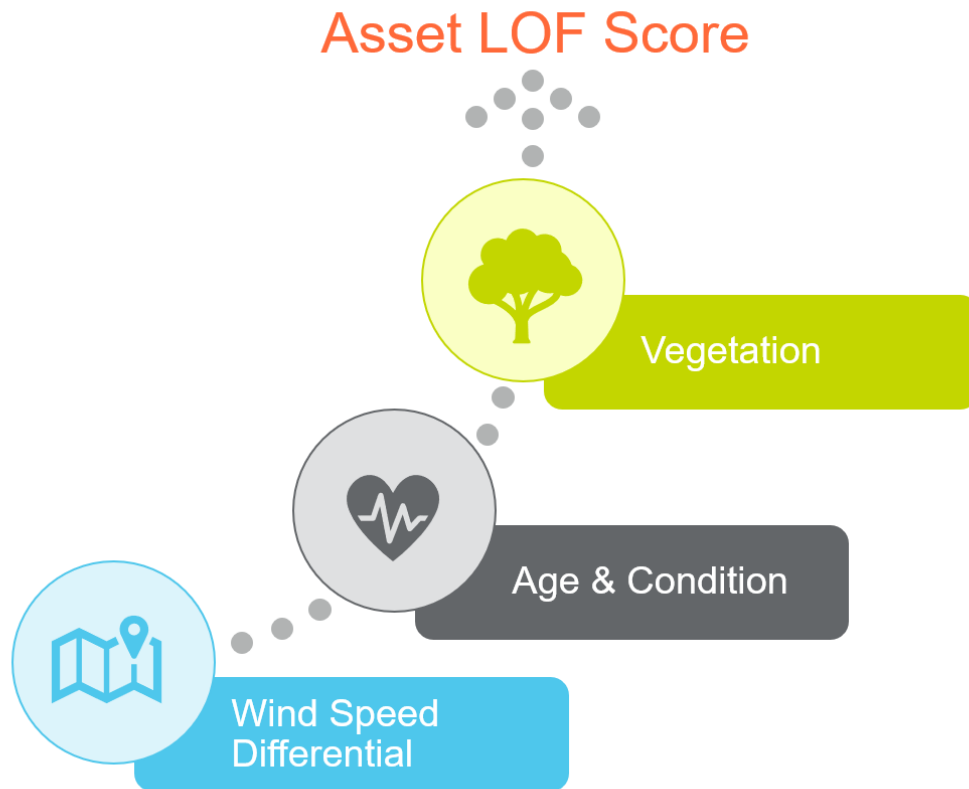 Asset LOF Score
Vegetation
Age & Condition
Wind Speed
Differential